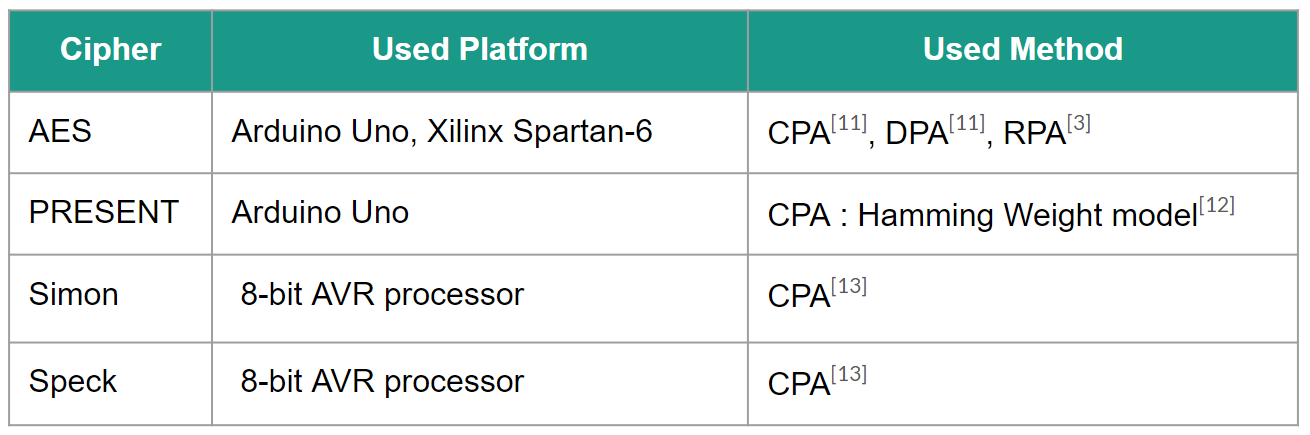 Cipher Used Platform Used Method
AES Arduino Uno, Xilinx Spartan-6 CPA[11], DPA[11], RPA[3]
PRESENT Arduino Uno CPA : Hamming Weight model[12]
Simon 8-bit AVR processor CPA[13]
Speck 8-bit AVR processor CPA[13]